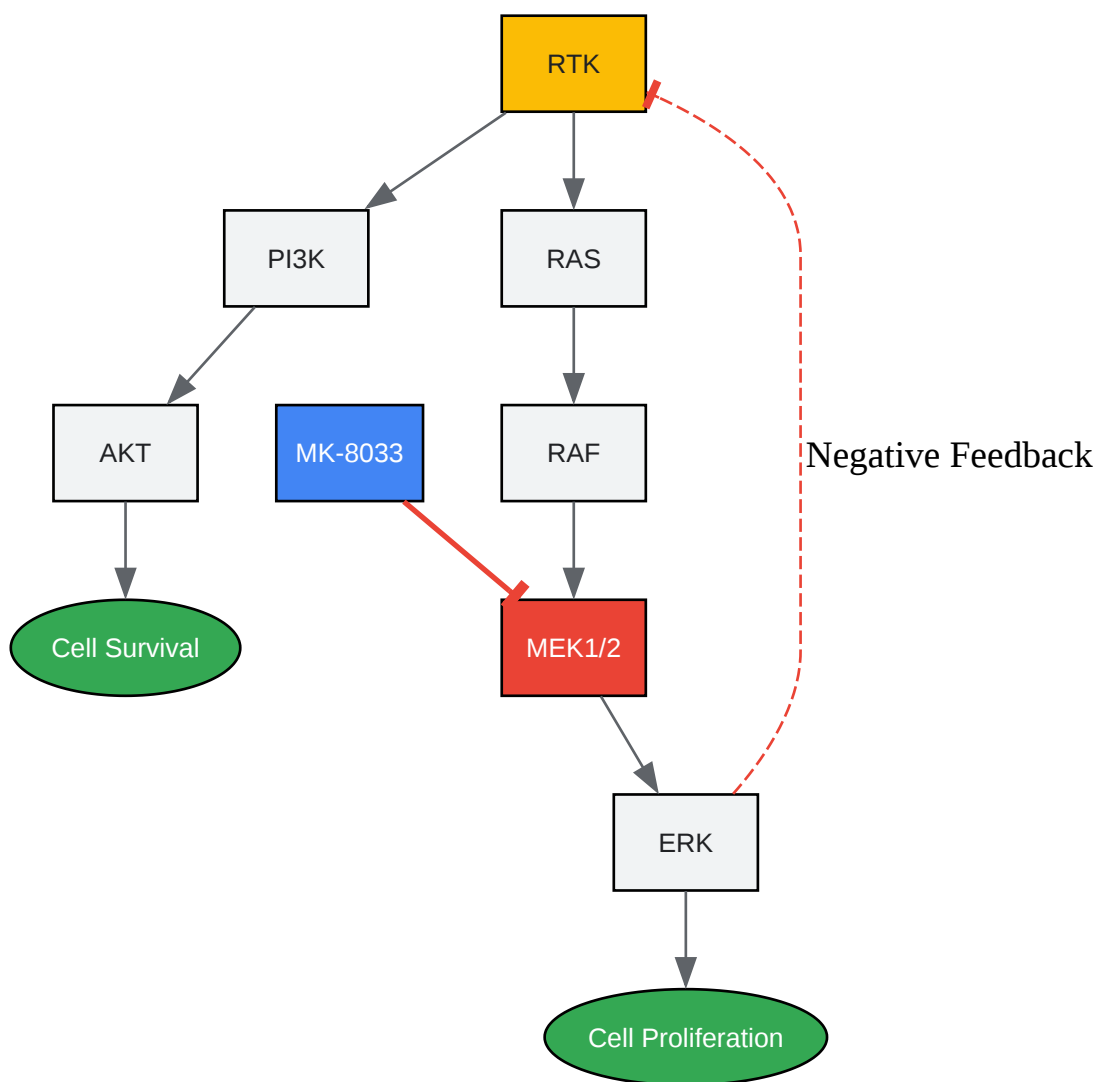 RTK
PI3K
RAS
AKT
MK-8033
RAF
Negative Feedback
Cell Survival
MEK1/2
ERK
Cell Proliferation